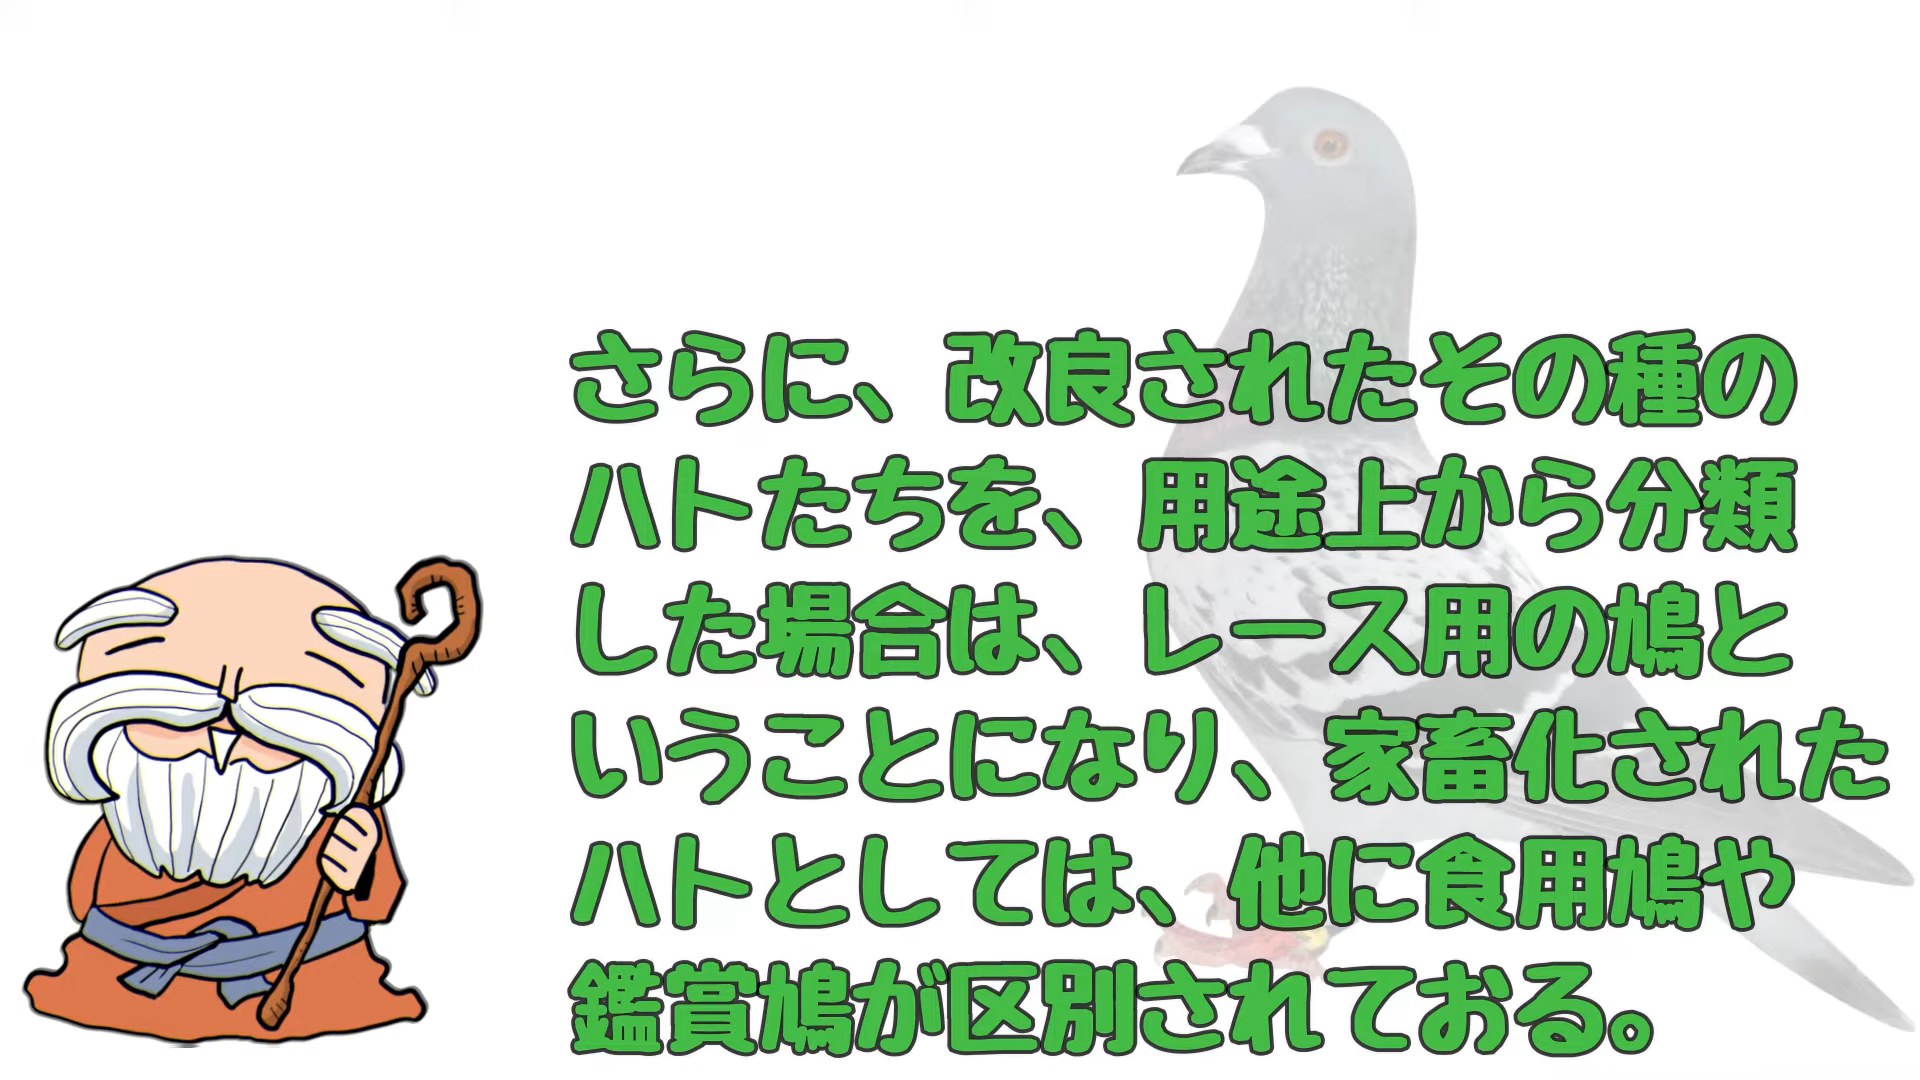 さらに、改良されたその種の
ハトたちを、用途上から分類
した場合は、レース用の鳩と
いうことになり、家畜化された
ハトとしては、他に食用鳩や
鑑賞鳩が区別されておる。